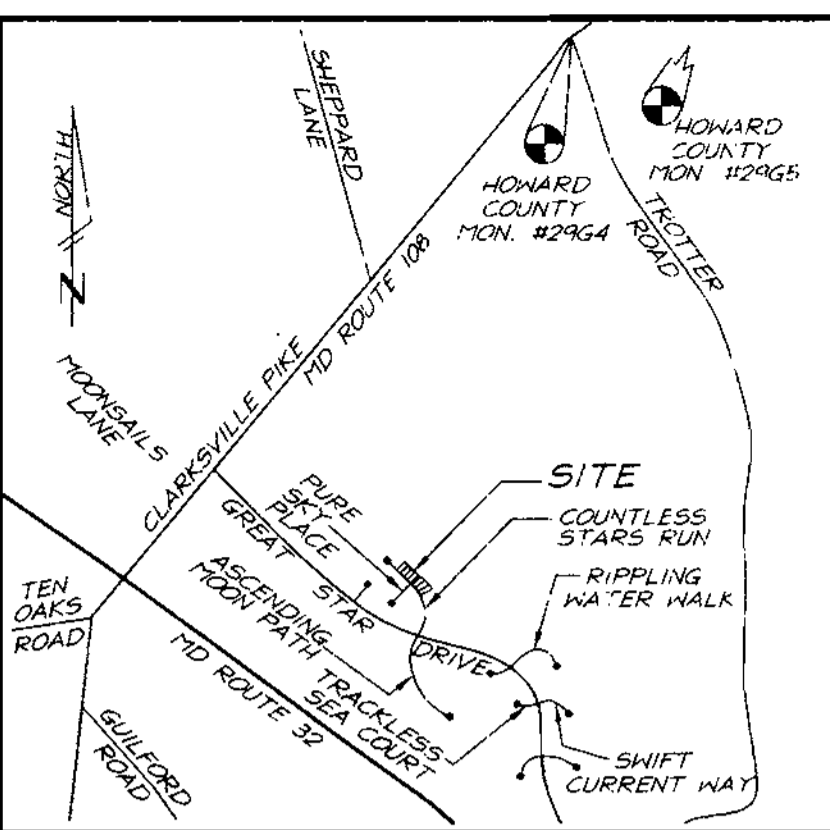 SHEPPARD
LANE
NORTH
HOWARD
COUNTY
MON. #29G4
HOWARD
COUNTY
MON #29G5
TROTTER
ROAD
CLARKSVILLE PIKE
MD ROUTE 108
MOONSAILS
LANE
PURE
SKY
PLACE
SITE
COUNTLESS
STARS RUN
GREAT STAR DRIVE
ASCENDING
MOON PATH
RIPPLING
WATER WALK
TEN
OAKS
ROAD
MD ROUTE 32
TRACKLESS
SEA COURT
GUILFORD
ROAD
SWIFT
CURRENT WAY